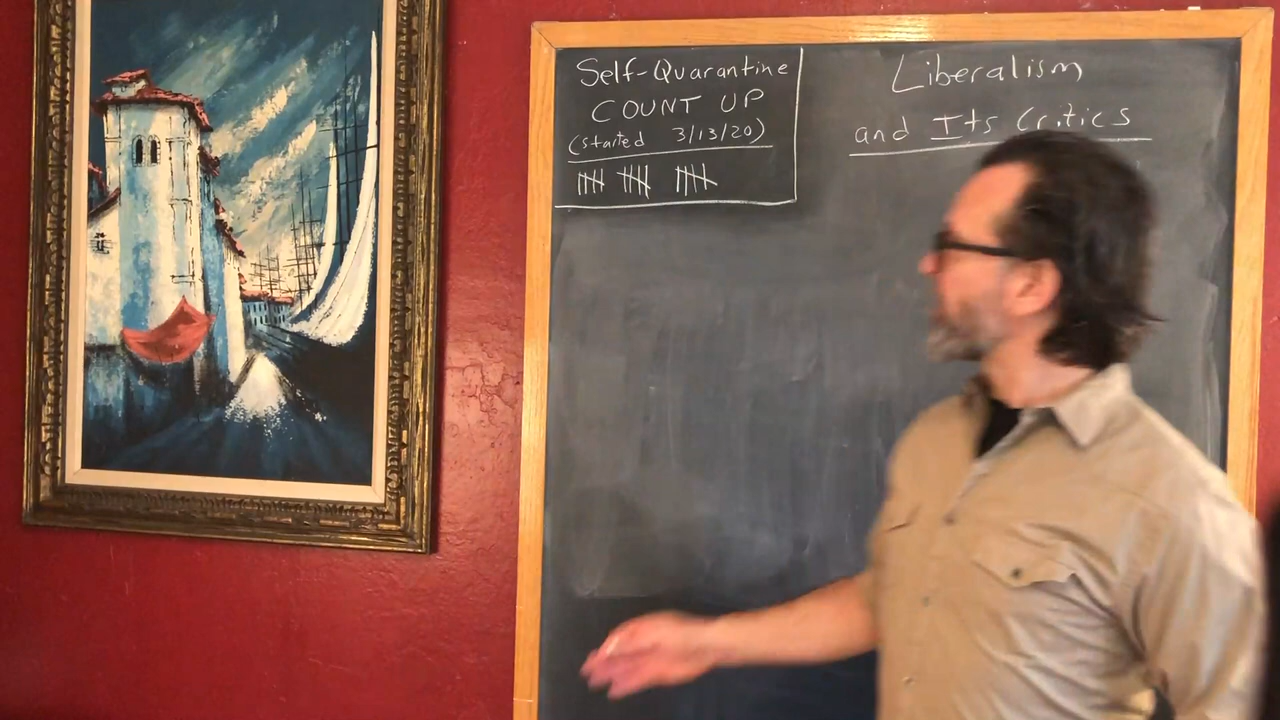 Self-Quarantine
COUNT UP
(started 3/13/20)
Liberalism
and Its Critics